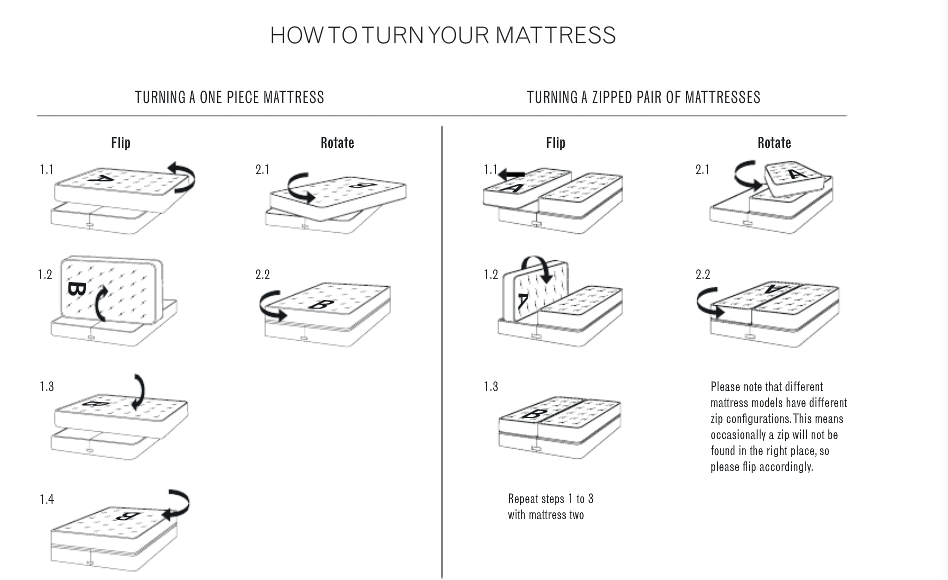 HOW TO TURN YOUR MATTRESS
TURNING A ONE PIECE MATTRESS
Flip
Rotate
1.1
A
2.1
B
1.2
B
2.2
B
1.3
B
1.4
B
TURNING A ZIPPED PAIR OF MATTRESSES
Flip
Rotate
1.1
A
2.1
A
1.2
A
2.2
A
1.3
B
Please note that different
mattress models have different
zip configurations. This means
occasionally a zip will not be
found in the right place, so
please flip accordingly.
Repeat steps 1 to 3
with mattress two